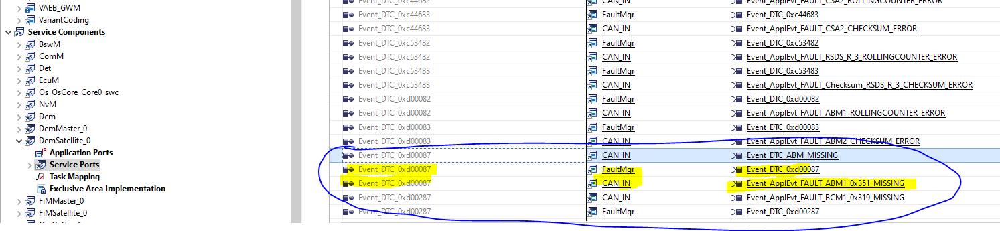 VAEB_GWM
VariantCoding
Service Components
BswM
ComM
Det
EcuM
Os_OsCore_Core0_swc
NvM
Dcm
DemMaster_0
DemSatellite_0
Application Ports
Service Ports
Task Mapping
Exclusive Area Implementation
FiMMaster_0
FiMSatellite_0
Event_DTC_0xc44682 CAN_IN Event_ApplEvt_FAULT_CSA2_ROLLINGCOUNTER_ERROR
Event_DTC_0xc44683 FaultMgr Event_DTC_0xc44683
Event_DTC_0xc44683 CAN_IN Event_ApplEvt_FAULT_CSA2_CHECKSUM_ERROR
Event_DTC_0xc53482 FaultMgr Event_DTC_0xc53482
Event_DTC_0xc53482 CAN_IN Event_ApplEvt_FAULT_RSDS_R_3_ROLLINGCOUNTER_ERROR
Event_DTC_0xc53483 FaultMgr Event_DTC_0xc53483
Event_DTC_0xc53483 CAN_IN Event_ApplEvt_FAULT_Checksum_RSDS_R_3_CHECKSUM_ERROR
Event_DTC_0xd00082 FaultMgr Event_DTC_0xd00082
Event_DTC_0xd00082 CAN_IN Event_ApplEvt_FAULT_ABM1_ROLLINGCOUNTER_ERROR
Event_DTC_0xd00083 FaultMgr Event_DTC_0xd00083
Event_DTC_0xd00083 CAN_IN Event_ApplEvt_FAULT_ABM2_CHECKSUM_ERROR
Event_DTC_0xd00087 CAN_IN Event_DTC_ABM_MISSING
Event_DTC_0xd00087 FaultMgr Event_DTC_0xd00087
Event_DTC_0xd00087 CAN_IN Event_ApplEvt_FAULT_ABM1_0x351_MISSING
Event_DTC_0xd00287 CAN_IN Event_ApplEvt_FAULT_BCM1_0x319_MISSING
Event_DTC_0xd00287 FaultMgr Event_DTC_0xd00287